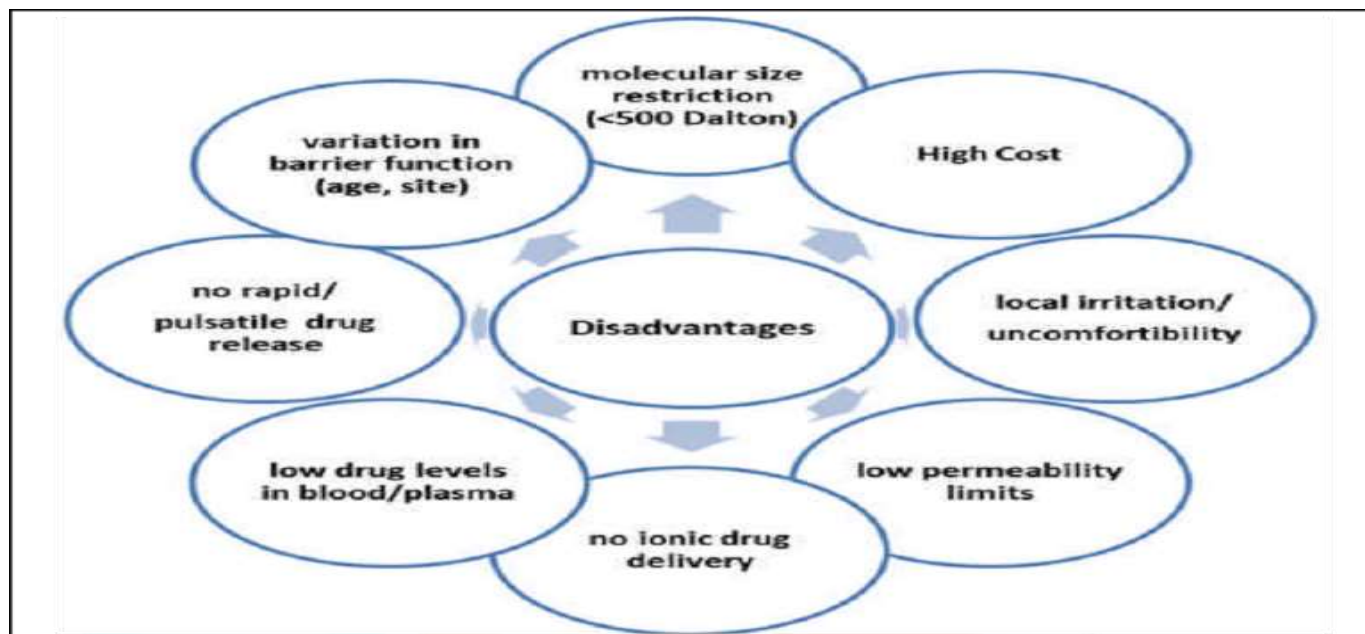 molecular size
restriction
(<500 Dalton)
High Cost
local irritation/
uncomfortibility
low permeability
limits
no ionic drug
delivery
low drug levels
in blood/plasma
no rapid/
pulsatile drug
release
variation in
barrier function
(age, site)
Disadvantages